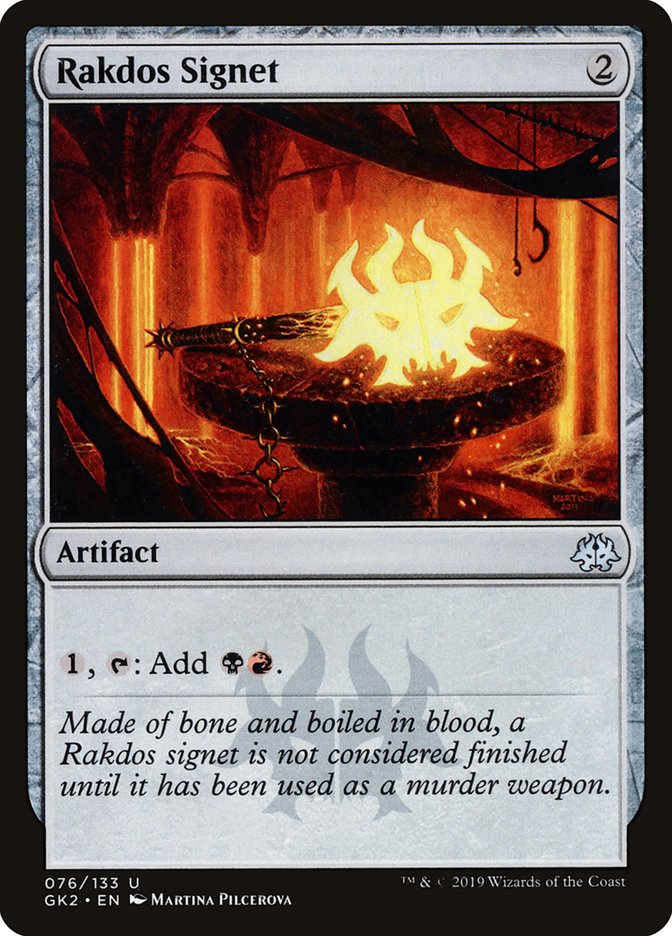 Rakdos Signet 2
MARTINA
2011
Artifact
1, : Add .
Made of bone and boiled in blood, a
Rakdos signet is not considered finished
until it has been used as a murder weapon.
076/133 U
GK2 • EN Martina Pilcerova
™ & © 2019 Wizards of the Coast